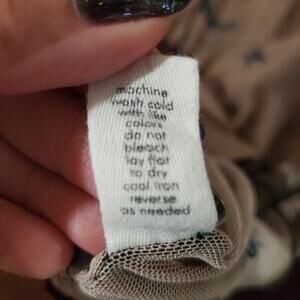 machine
wash cold
with like
colors
do not
bleach
lay flat
to dry
cool iron
reverse
as needed